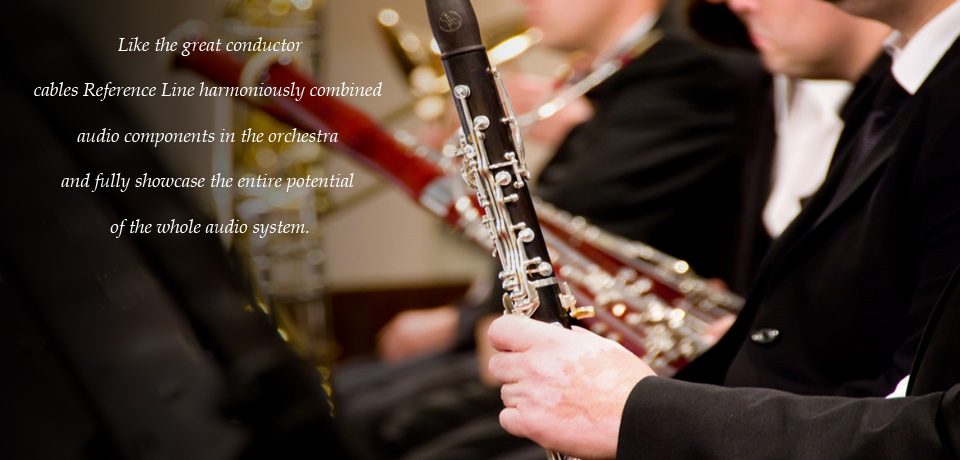 Like the great conductor
cables Reference Line harmoniously combined
audio components in the orchestra
and fully showcase the entire potential
of the whole audio system.